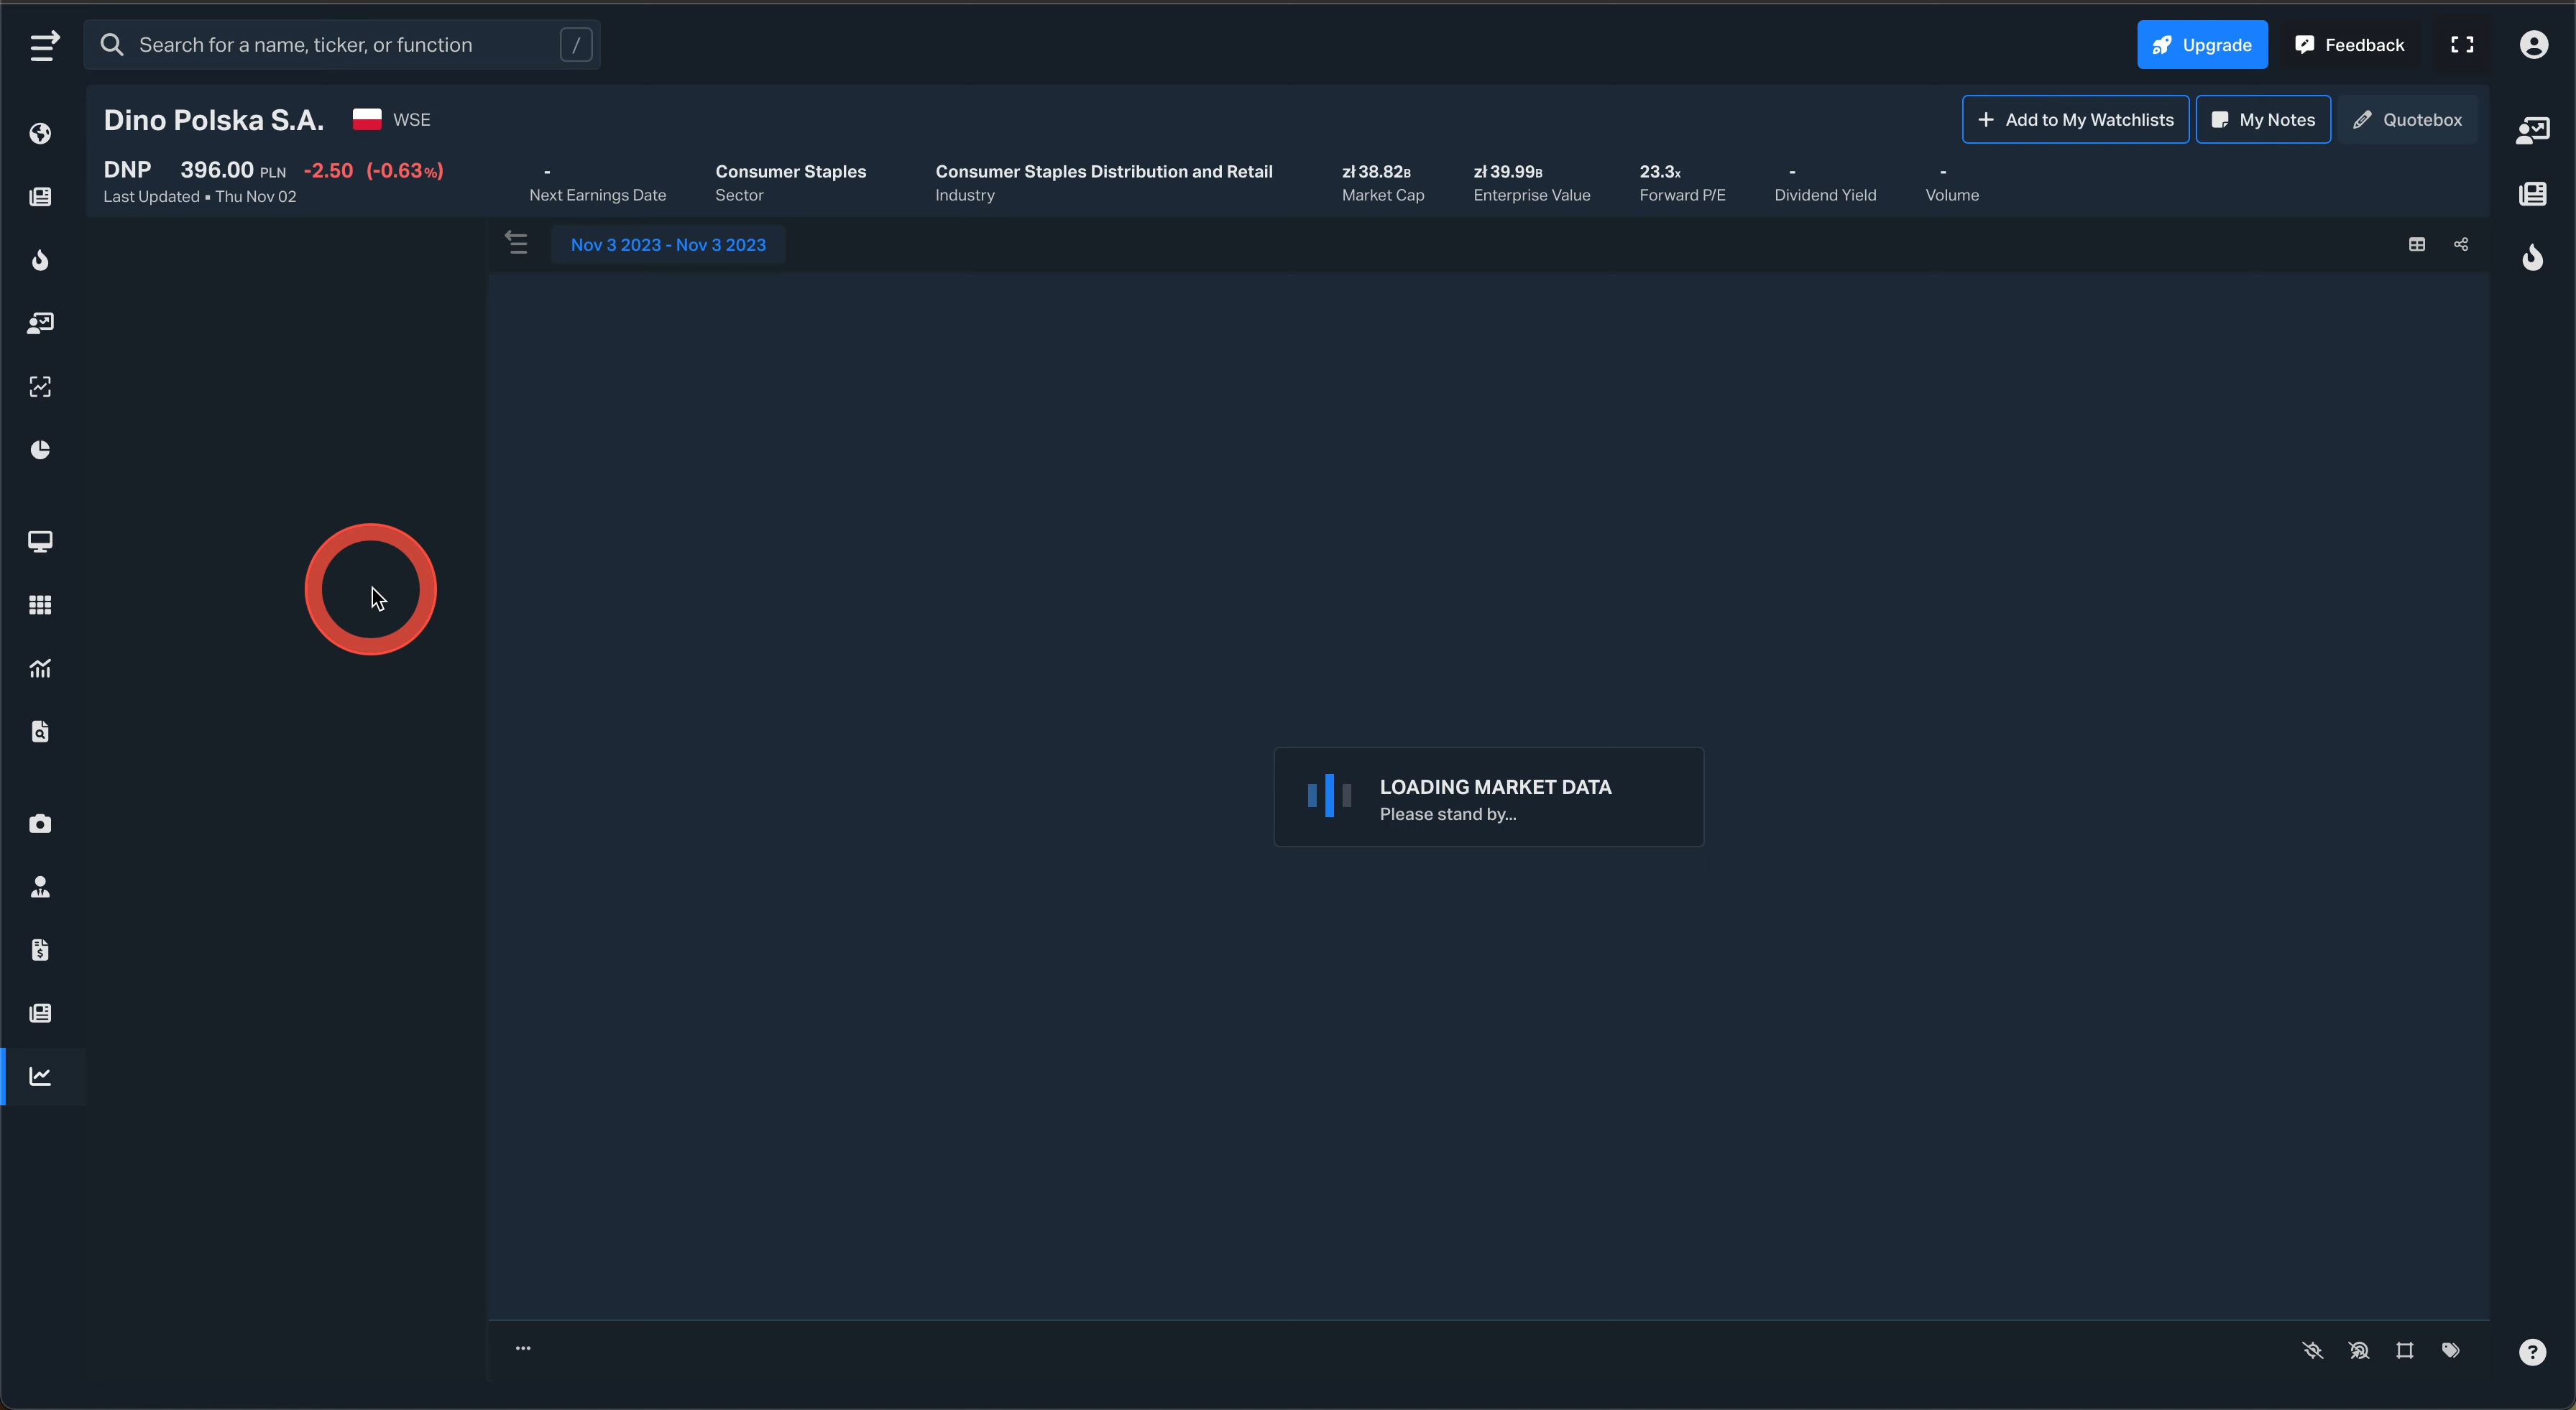 Search for a name, ticker, or function /
Upgrade
Feedback
Dino Polska S.A. WSE
Add to My Watchlists
My Notes
Quotebox
DNP 396.00 PLN -2.50 (-0.63%)
Last Updated ▪ Thu Nov 02
-
Next Earnings Date
Consumer Staples
Sector
Consumer Staples Distribution and Retail
Industry
zł 38.82B
Market Cap
zł 39.99B
Enterprise Value
23.3x
Forward P/E
-
Dividend Yield
-
Volume
Nov 3 2023 - Nov 3 2023
LOADING MARKET DATA
Please stand by...